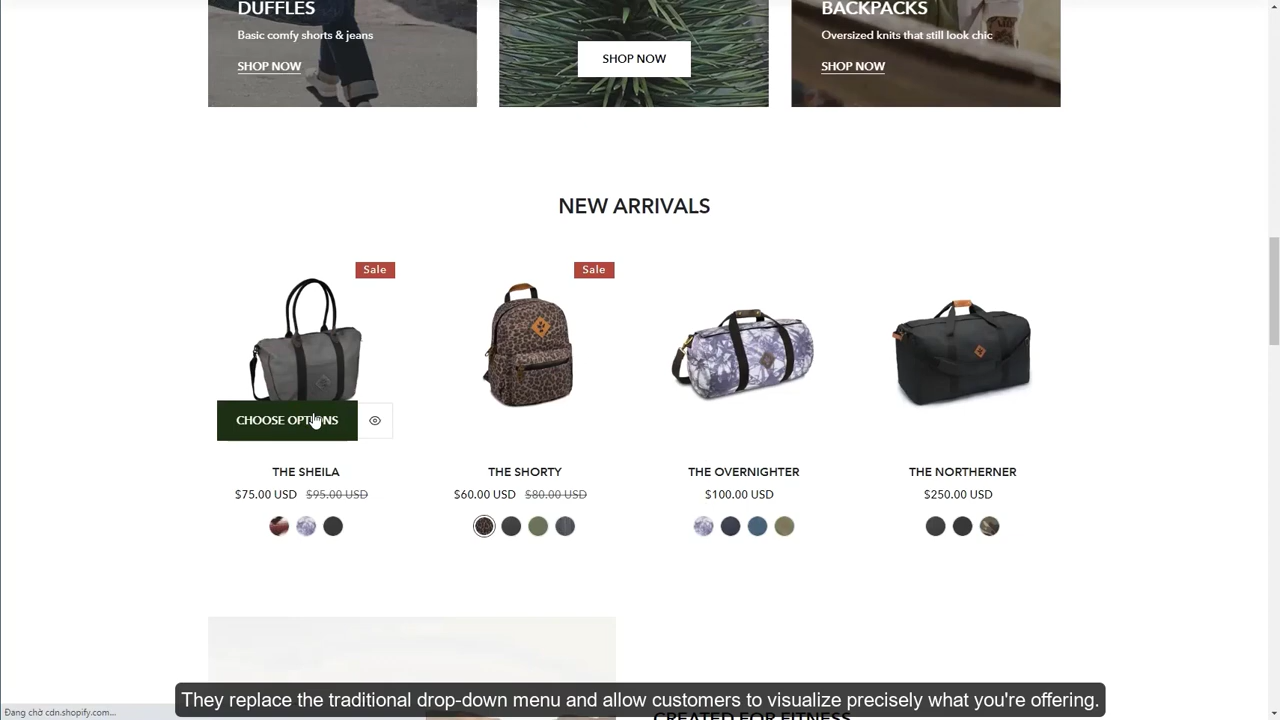 DUFFLES
Basic comfy shorts & jeans
SHOP NOW
SHOP NOW
BACKPACKS
Oversized knits that still look chic
SHOP NOW
NEW ARRIVALS
Sale
Sale
CHOOSE OPTIONS
THE SHEILA
$75.00 USD $95.00 USD
THE SHORTY
$60.00 USD $80.00 USD
THE OVERNIGHTER
$100.00 USD
THE NORTHERNER
$250.00 USD
They replace the traditional drop-down menu and allow customers to visualize precisely what you're offering.
CREATED FOR FITNESS
Đang chờ cdn.shopify.com...